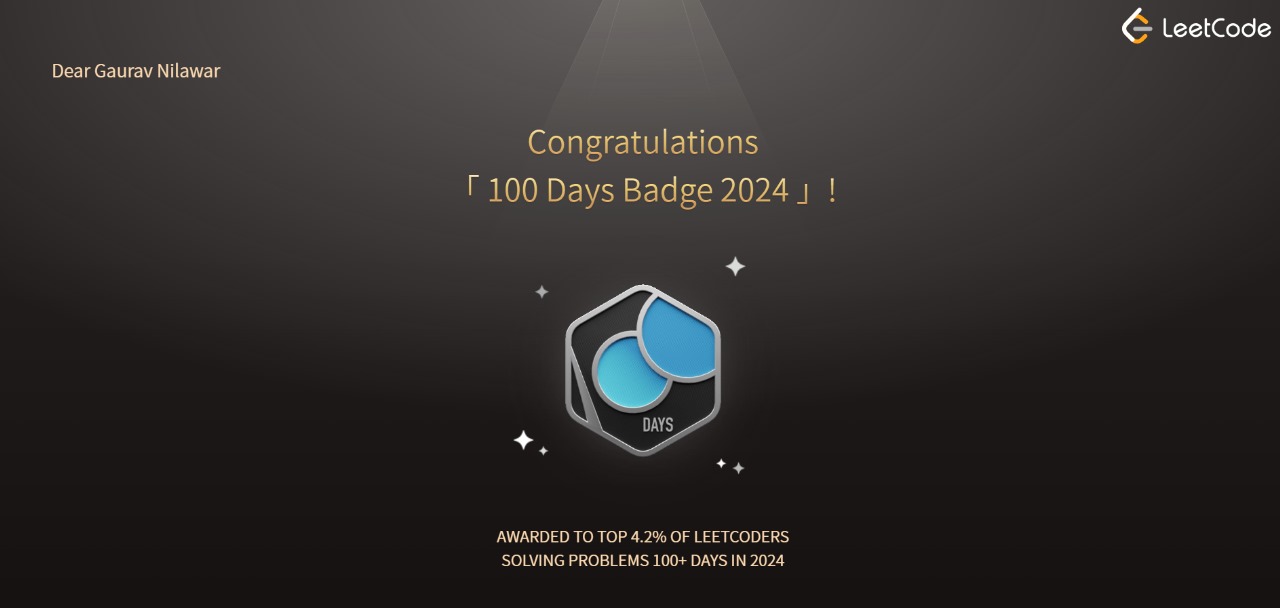 LeetCode
Dear Gaurav Nilawar
Congratulations
「 100 Days Badge 2024 」 !
DAYS
AWARDED TO TOP 4.2% OF LEETCODERS
SOLVING PROBLEMS 100+ DAYS IN 2024